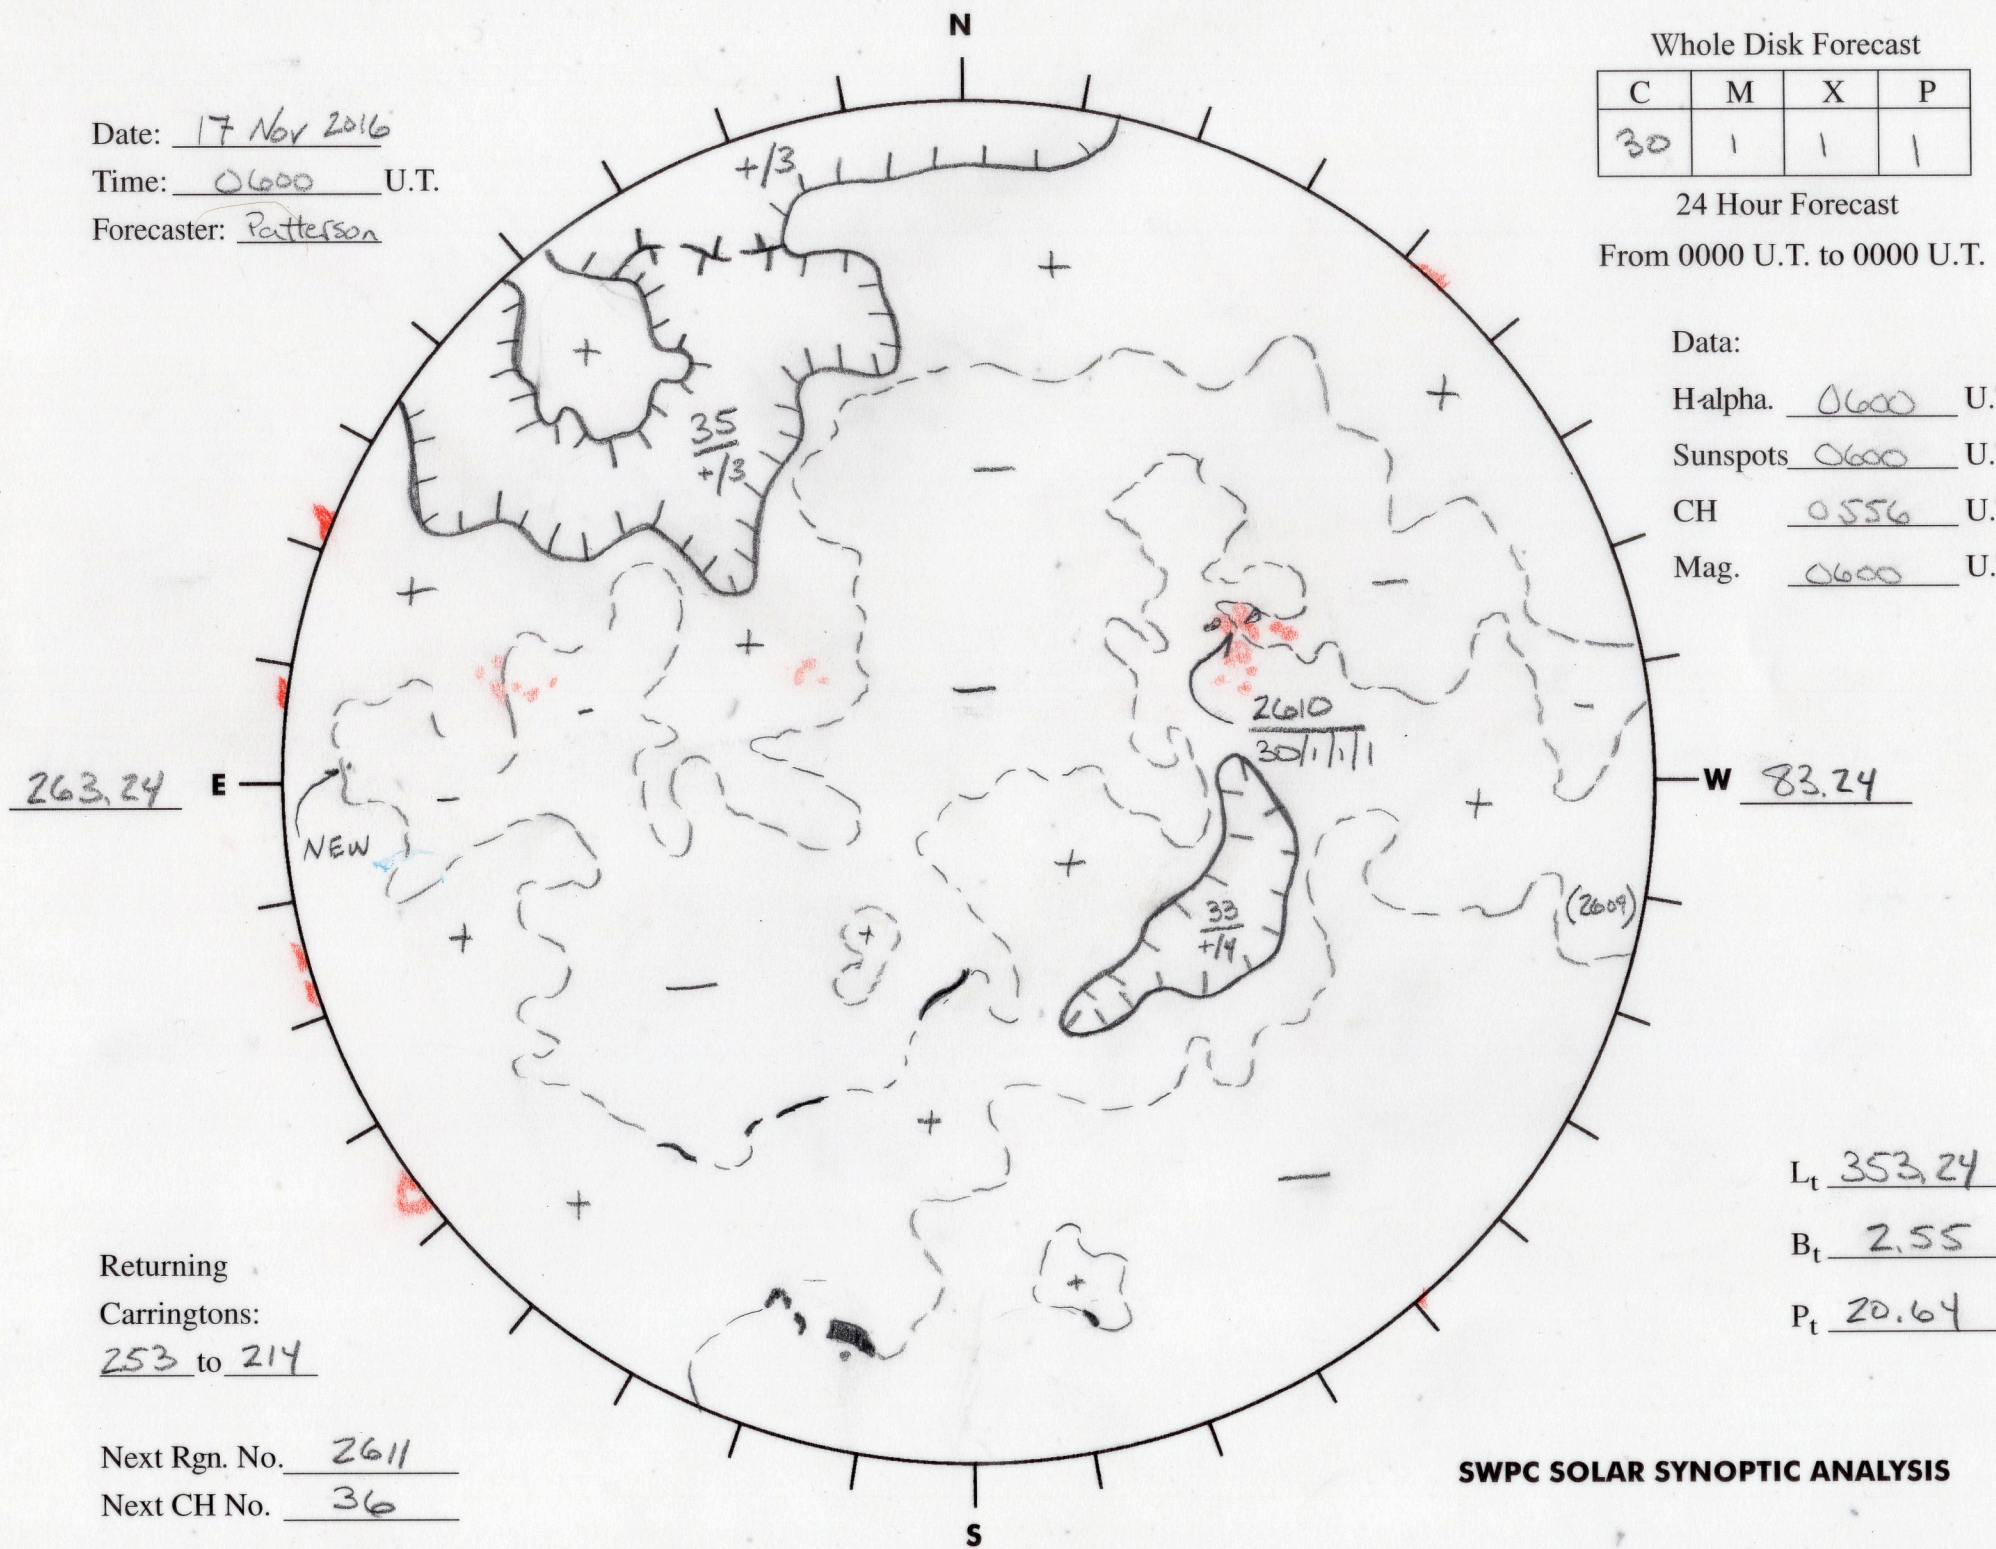 N
Whole Disk Forecast
C M X P
30 1 1 1
24 Hour Forecast
From 0000 U.T. to 0000 U.T.
Date: 17 Nov 2016
Time: 0600 U.T.
Forecaster: Patterson
+/3
+
+
+
Data:
H-alpha. 0600 U.
Sunspots 0600 U.
CH 0556 U.
Mag. 0600 U.
35
+/3
−
−
+
+
−
−
−
2610
30/1/1/1
263.24 E
W 83.24
−
+
NEW
+
(2609)
33
+/4
+
+
−
+
−
+
+
Lt 353.24
Bt 2.55
Pt 20.64
Returning
Carringtons:
253 to 214
Next Rgn. No. 2611
Next CH No. 36
SWPC SOLAR SYNOPTIC ANALYSIS
S